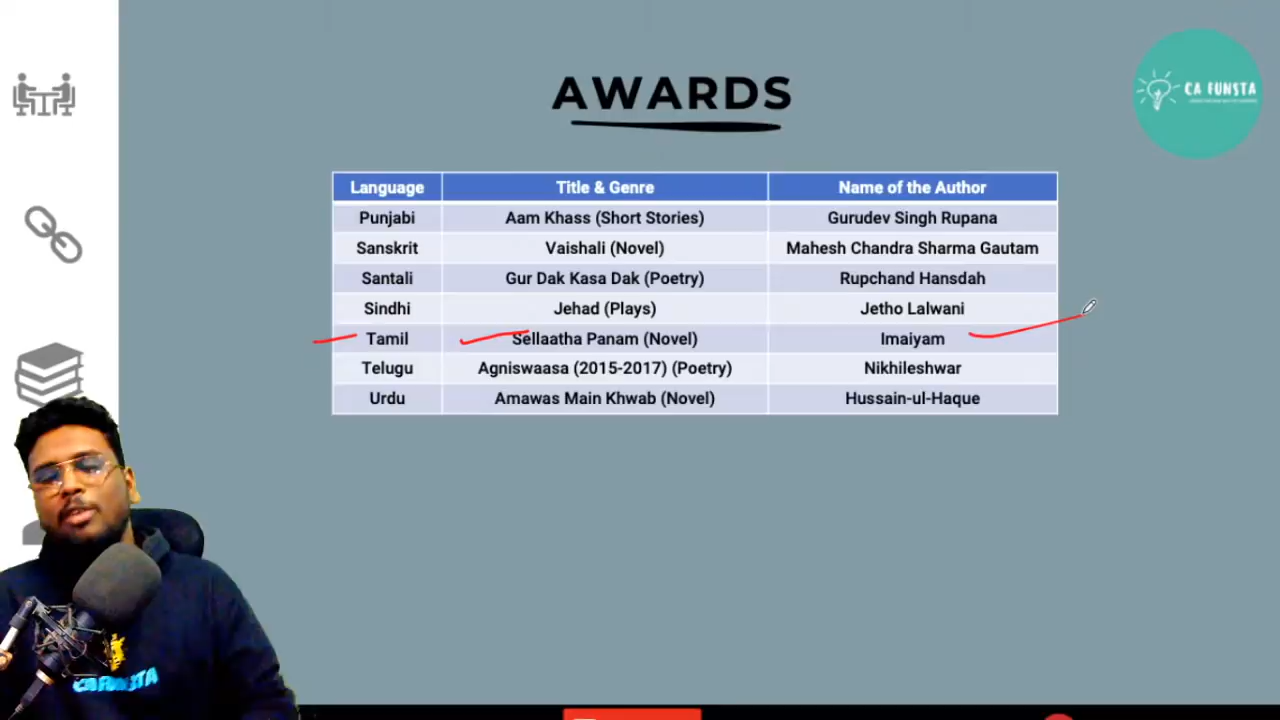 AWARDS
CA FUNSTA
Language Title & Genre Name of the Author
Punjabi Aam Khass (Short Stories) Gurudev Singh Rupana
Sanskrit Vaishali (Novel) Mahesh Chandra Sharma Gautam
Santali Gur Dak Kasa Dak (Poetry) Rupchand Hansdah
Sindhi Jehad (Plays) Jetho Lalwani
Tamil Sellaatha Panam (Novel) Imaiyam
Telugu Agniswaasa (2015-2017) (Poetry) Nikhileshwar
Urdu Amawas Main Khwab (Novel) Hussain-ul-Haque
CA FUNSTA